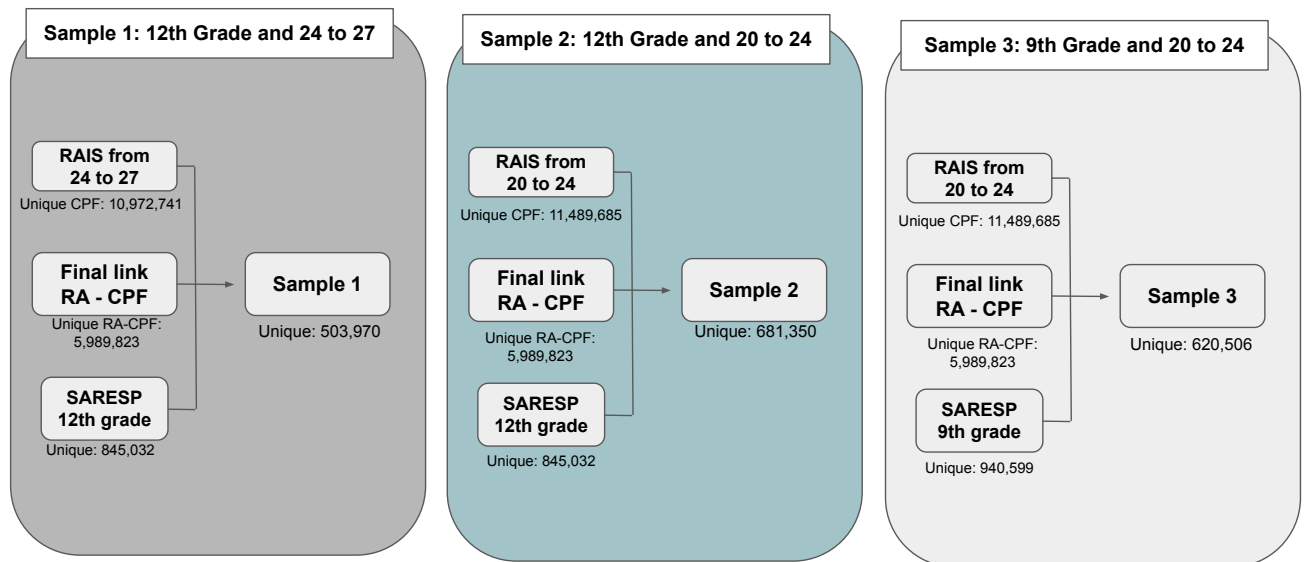 Sample 1: 12th Grade and 24 to 27
RAIS from
24 to 27
Unique CPF: 10,972,741
Final link
RA - CPF
Unique RA-CPF:
5,989,823
SARESP
12th grade
Unique: 845,032
Sample 1
Unique: 503,970
Sample 2: 12th Grade and 20 to 24
RAIS from
20 to 24
Unique CPF: 11,489,685
Final link
RA - CPF
Unique RA-CPF:
5,989,823
SARESP
12th grade
Unique: 845,032
Sample 2
Unique: 681,350
Sample 3: 9th Grade and 20 to 24
RAIS from
20 to 24
Unique CPF: 11,489,685
Final link
RA - CPF
Unique RA-CPF:
5,989,823
SARESP
9th grade
Unique: 940,599
Sample 3
Unique: 620,506